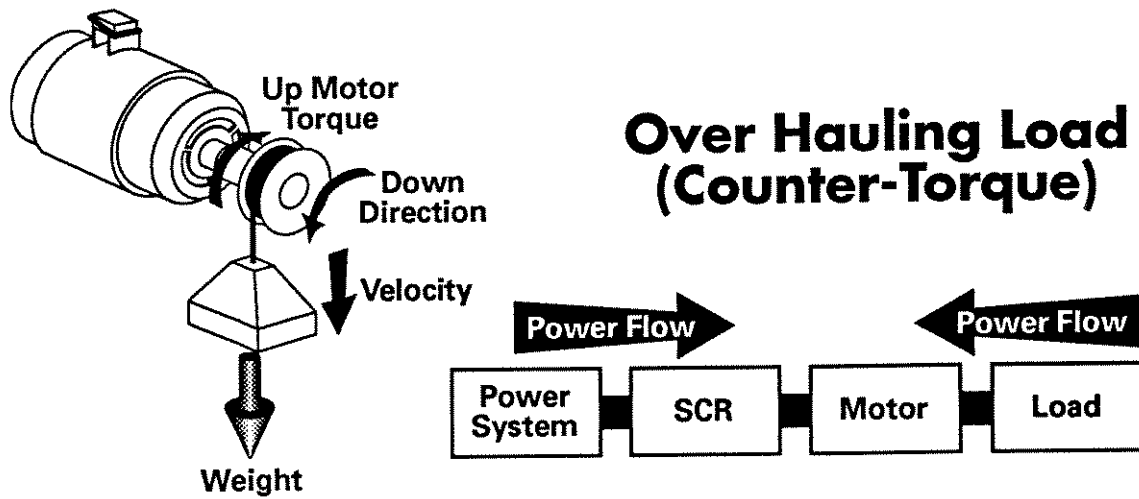 Up Motor
Torque
Down
Direction
Velocity
Weight
Over Hauling Load
(Counter-Torque)
Power Flow
Power Flow
Power
System
SCR
Motor
Load